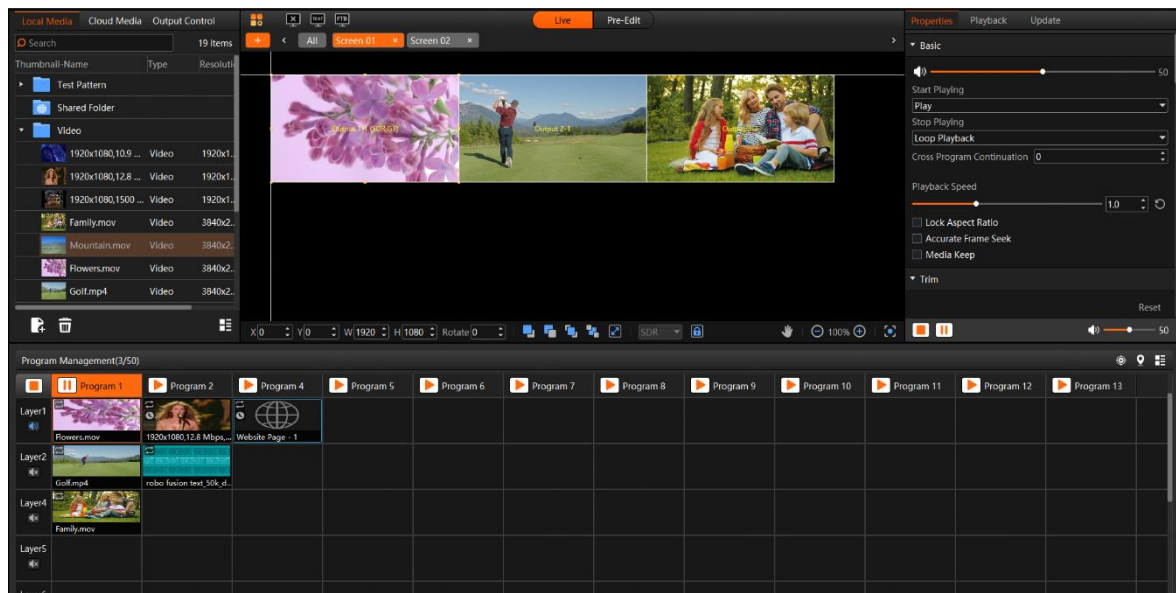 Local Media Cloud Media Output Control
Search 19 items
Thumbnail-Name Type Resoluti
Test Pattern
Shared Folder
Video
1920x1080,10.9 ... Video 1920x1..
1920x1080,12.8 ... Video 1920x1..
1920x1080,1500 ... Video 1920x1..
Family.mov Video 3840x2..
Mountain.mov Video 3840x2..
Flowers.mov Video 3840x2..
Golf.mp4 Video 3840x2..
TEST FTB
Live Pre-Edit
+ All Screen 01 × Screen 02 ×
Output 2-1
X 0 Y 0 W 1920 H 1080 Rotate 0 SDR 100%
Properties Playback Update
Basic
50
Start Playing
Play
Stop Playing
Loop Playback
Cross Program Continuation 0
Playback Speed
1.0
Lock Aspect Ratio
Accurate Frame Seek
Media Keep
Trim
Reset
50
Program Management(3/50)
Program 1 Program 2 Program 4 Program 5 Program 6 Program 7 Program 8 Program 9 Program 10 Program 11 Program 12 Program 13
Layer1
Flowers.mov 1920x1080,12.8 Mbps,... Website Page - 1
Layer2
Golf.mp4 robo fusion text_50k_d..
Layer4
Family.mov
Layer5